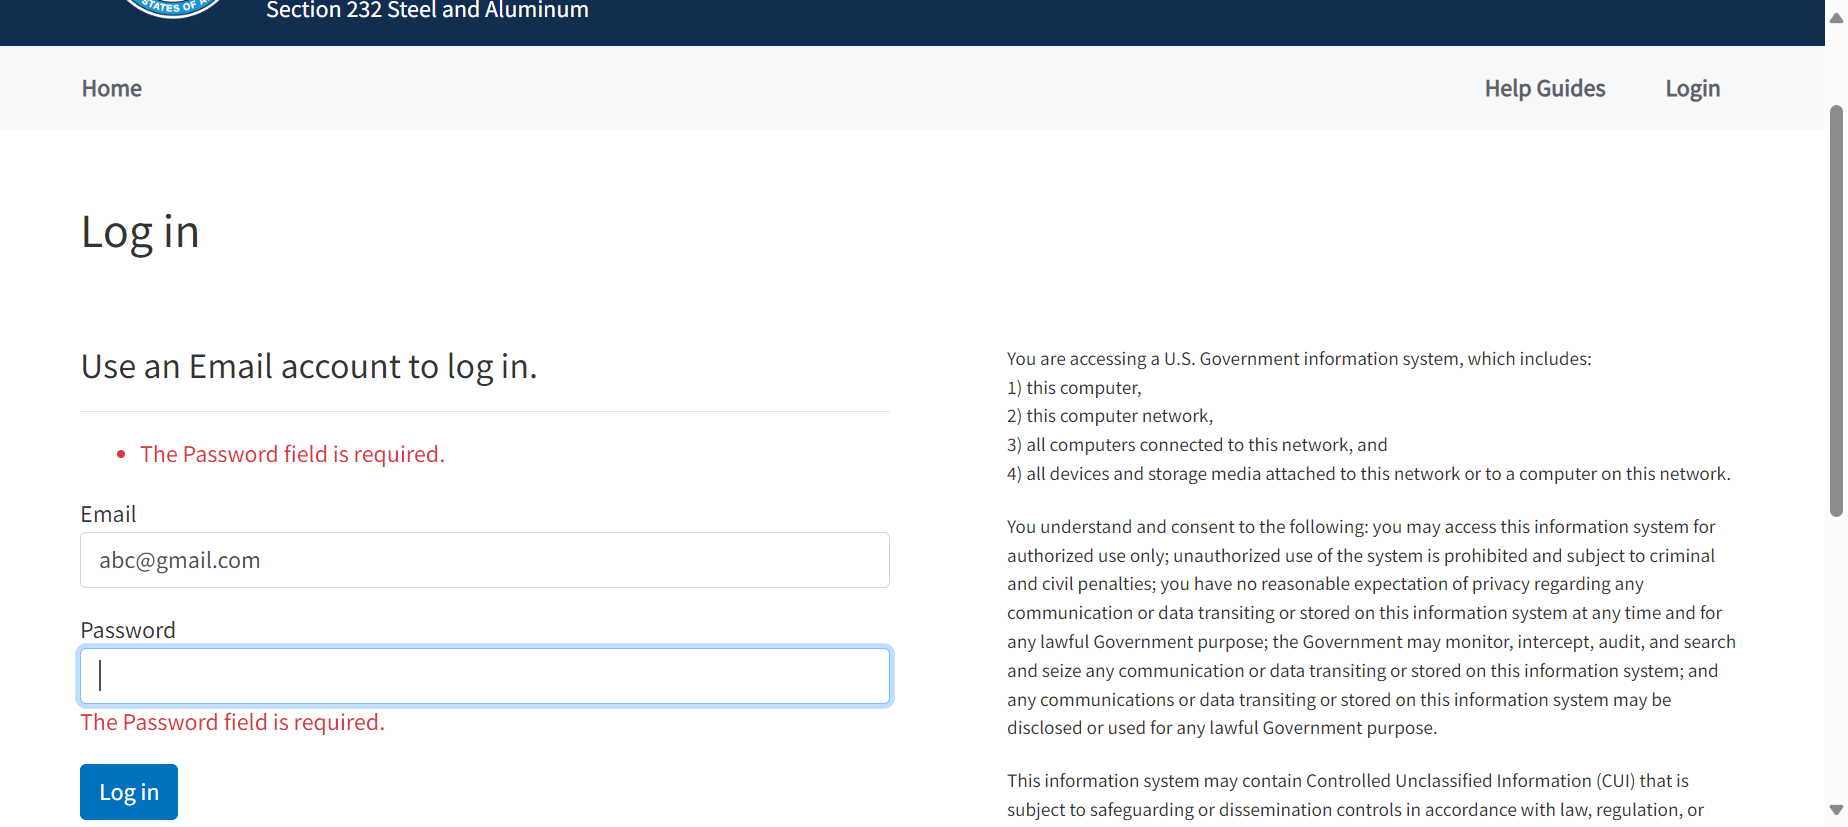 STATES OF A
Section 232 Steel and Aluminum
Home
Help Guides
Login
Log in
Use an Email account to log in.
The Password field is required.
Email
abc@gmail.com
Password
The Password field is required.
Log in
You are accessing a U.S. Government information system, which includes:
1) this computer,
2) this computer network,
3) all computers connected to this network, and
4) all devices and storage media attached to this network or to a computer on this network.
You understand and consent to the following: you may access this information system for
authorized use only; unauthorized use of the system is prohibited and subject to criminal
and civil penalties; you have no reasonable expectation of privacy regarding any
communication or data transiting or stored on this information system at any time and for
any lawful Government purpose; the Government may monitor, intercept, audit, and search
and seize any communication or data transiting or stored on this information system; and
any communications or data transiting or stored on this information system may be
disclosed or used for any lawful Government purpose.
This information system may contain Controlled Unclassified Information (CUI) that is
subject to safeguarding or dissemination controls in accordance with law, regulation, or